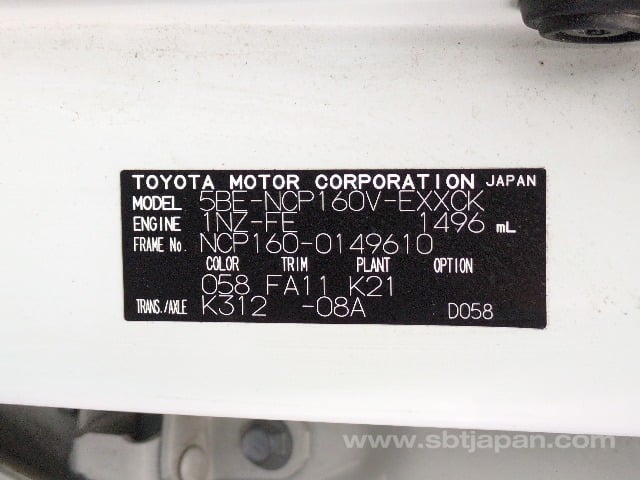 TOYOTA MOTOR CORPORATION JAPAN
MODEL 5BE-NCP160V-EXXCK
ENGINE 1NZ-FE 1496 mL
FRAME No. NCP160-0149610
COLOR TRIM PLANT OPTION
058 FA11 K21
TRANS./AXLE K312 -08A D058
www.sbtjapan.com